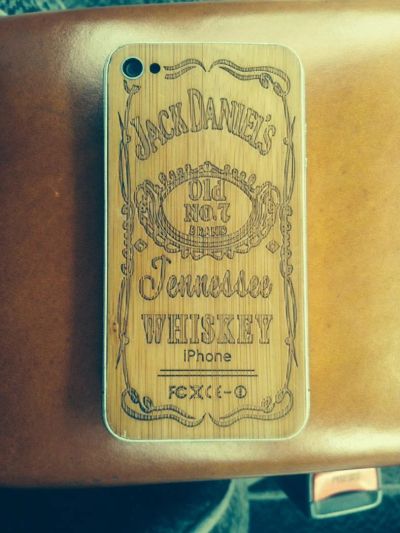 JACK DANIEL'S
Old
NO.7
BRAND
Tennessee
WHISKEY
iPhone
FC CE